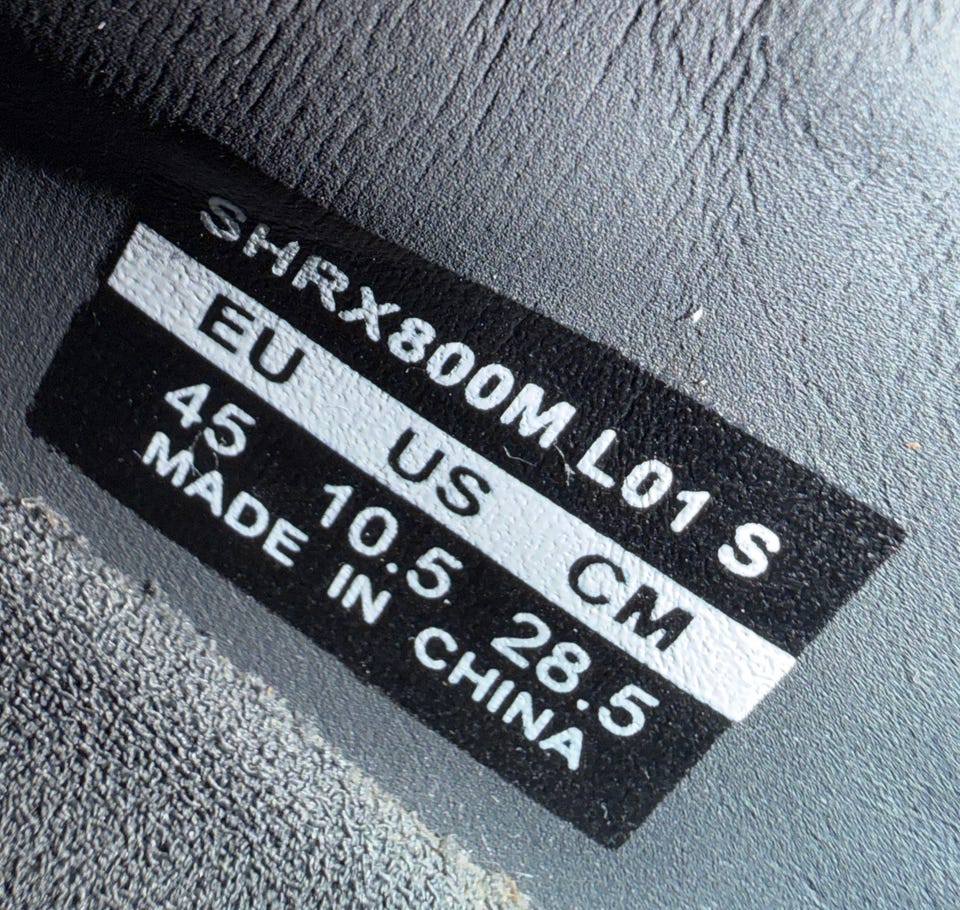 SHRX800M L01 S
EU US CM
45 10.5 28.5
MADE IN CHINA